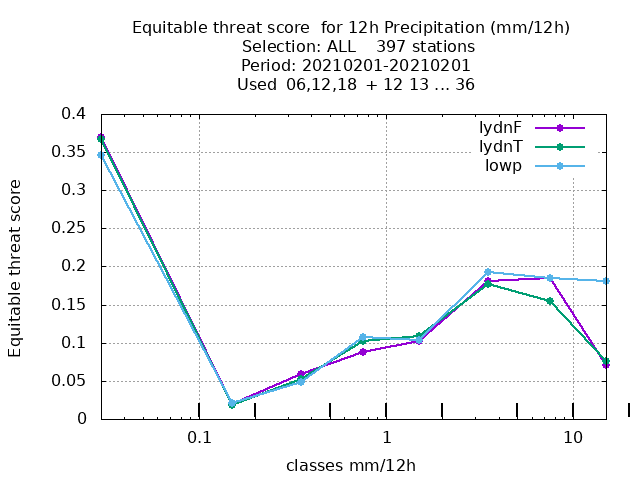 Equitable threat score  for 12h Precipitation (mm/12h)
Selection: ALL    397 stations
Period: 20210201-20210201
Used  06,12,18  + 12 13 ... 36
lydnF
lydnT
lowp
0.4
0.35
0.3
0.25
0.2
0.15
0.1
0.05
0
Equitable threat score
0.1
1
10
classes mm/12h